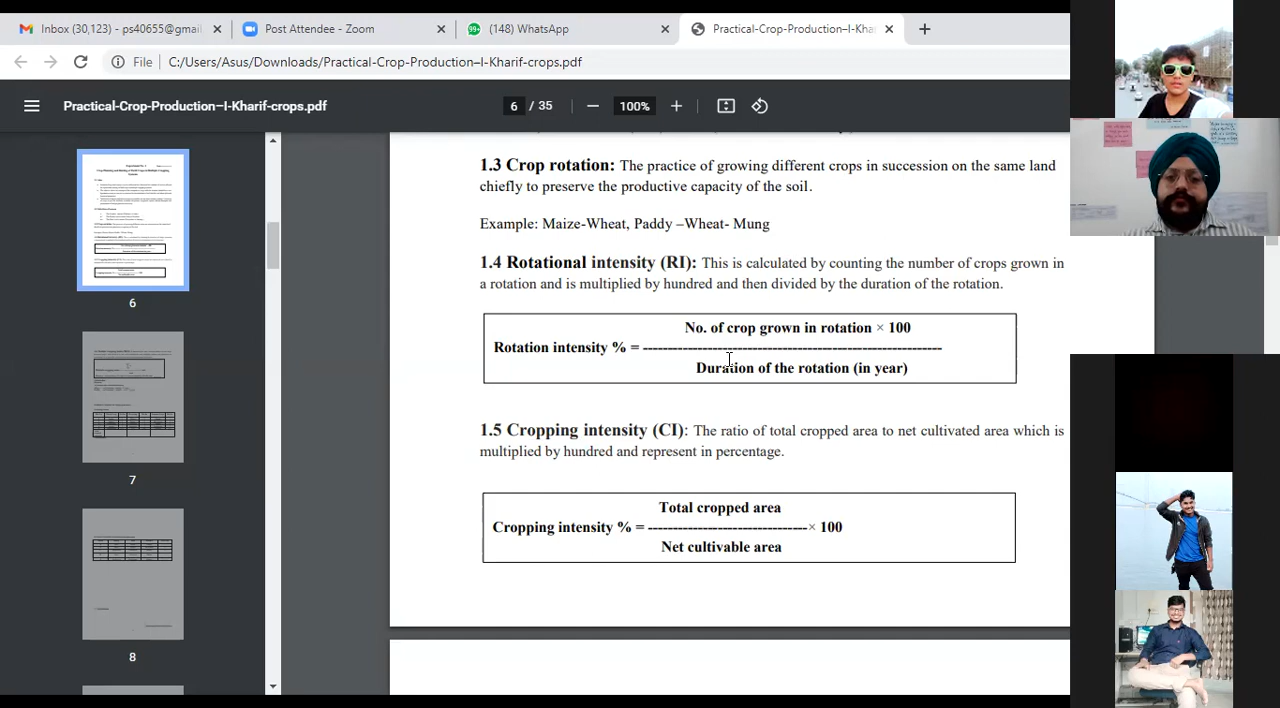 Inbox (30,123) - ps40655@gmail
Post Attendee - Zoom
99+
(148) WhatsApp
Practical-Crop-Production–I-Kha
File
C:/Users/Asus/Downloads/Practical-Crop-Production–I-Kharif-crops.pdf
Practical-Crop-Production–I-Kharif-crops.pdf
6 / 35
100%
1.3 Crop rotation: The practice of growing different crops in succession on the same land
chiefly to preserve the productive capacity of the soil.
Example: Maize-Wheat, Paddy –Wheat- Mung
1.4 Rotational intensity (RI): This is calculated by counting the number of crops grown in
a rotation and is multiplied by hundred and then divided by the duration of the rotation.
No. of crop grown in rotation × 100
Rotation intensity % = -----------------------------------------------------------
Duration of the rotation (in year)
1.5 Cropping intensity (CI): The ratio of total cropped area to net cultivated area which is
multiplied by hundred and represent in percentage.
Total cropped area
Cropping intensity % = -------------------------------× 100
Net cultivable area
6
7
8